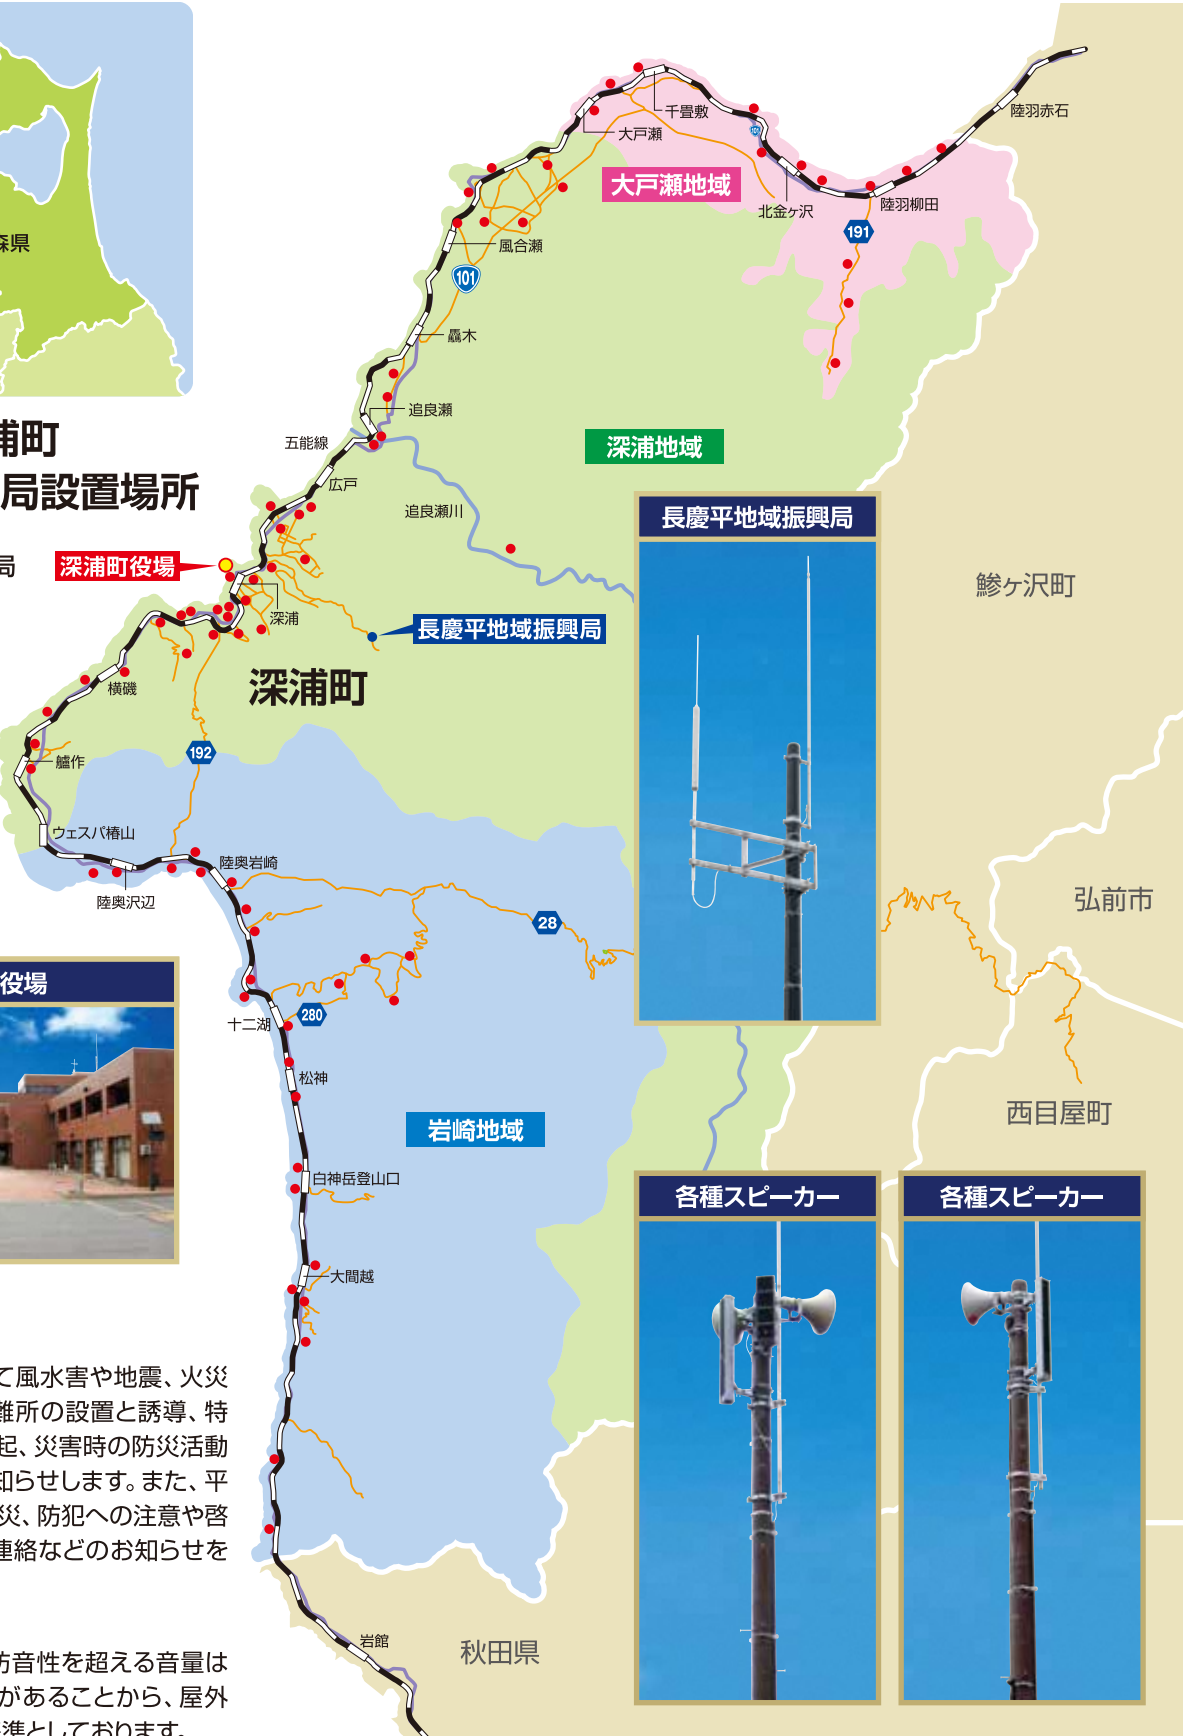 森県
浦町
局設置場所
局
深浦町役場
千畳敷
大戸瀬
陸羽赤石
101
大戸瀬地域
北金ヶ沢
陸羽柳田
191
風合瀬
101
驫木
追良瀬
五能線
深浦地域
広戸
追良瀬川
長慶平地域振興局
鰺ヶ沢町
深浦
長慶平地域振興局
深浦町
横磯
192
艫作
ウェスパ椿山
陸奥岩崎
陸奥沢辺
28
弘前市
役場
280
十二湖
松神
岩崎地域
西目屋町
白神岳登山口
各種スピーカー
各種スピーカー
大間越
て風水害や地震、火災
難所の設置と誘導、特
起、災害時の防災活動
知らせします。また、平
災、防犯への注意や啓
連絡などのお知らせを
岩館
秋田県
防音性を超える音量は
があることから、屋外
準としております。